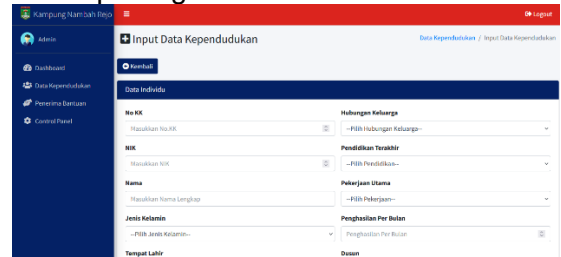 Kampung Nambah Rejo
Logout
Admin
Input Data Kependudukan
Data Kependudukan / Input Data Kependudukan
Dashboard
Kembali
Data Kependudukan
Data Individu
Penerima Bantuan
Control Panel
No KK
Hubungan Keluarga
Masukkan No.KK
--Pilih Hubungan Keluarga--
NIK
Pendidikan Terakhir
Masukkan NIK
--Pilih Pendidikan--
Nama
Pekerjaan Utama
Masukkan Nama Lengkap
--Pilih Pekerjaan--
Jenis Kelamin
Penghasilan Per Bulan
--Pilih Jenis Kelamin--
Penghasilan Per Bulan
Tempat Lahir
Dusun